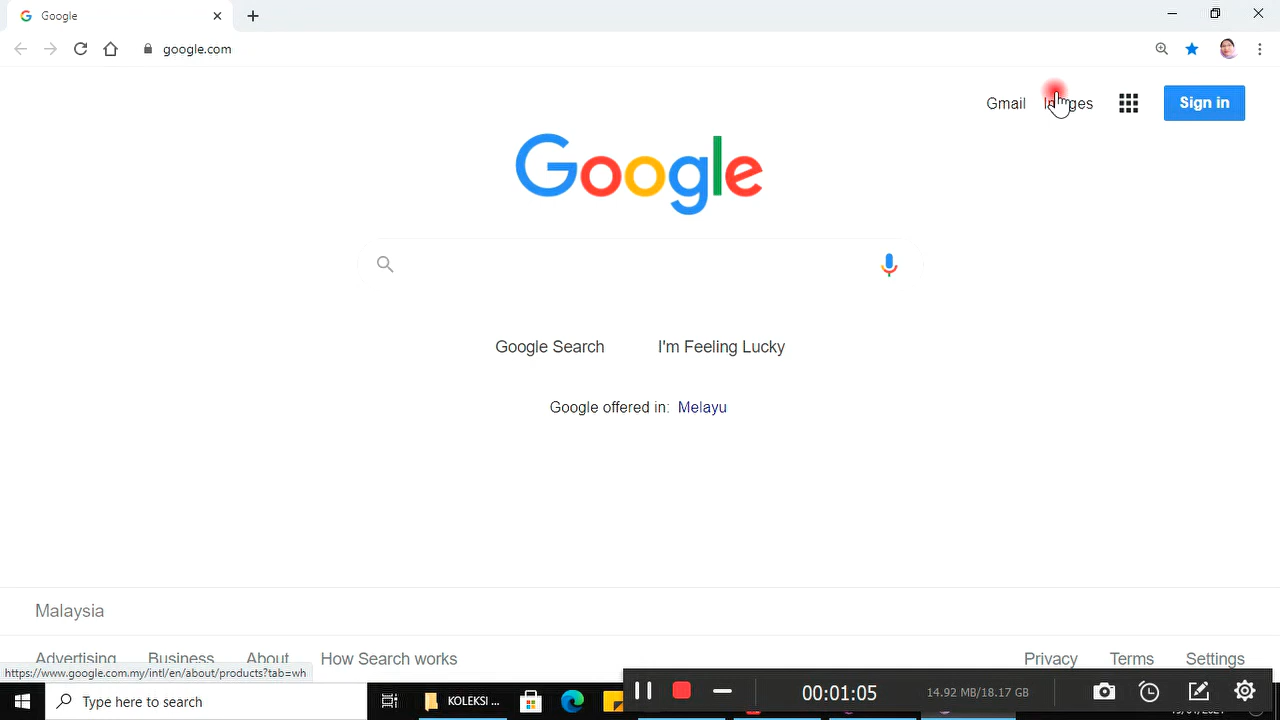 Google
google.com
Gmail Images Sign in
Google
Google Search I'm Feeling Lucky
Google offered in: Melayu
Malaysia
Advertising Business About How Search works Privacy Terms Settings
https://www.google.com.my/intl/en/about/products?tab=wh
Type here to search
KOLEKSI ...
00:01:05
14.92 MB/18.17 GB